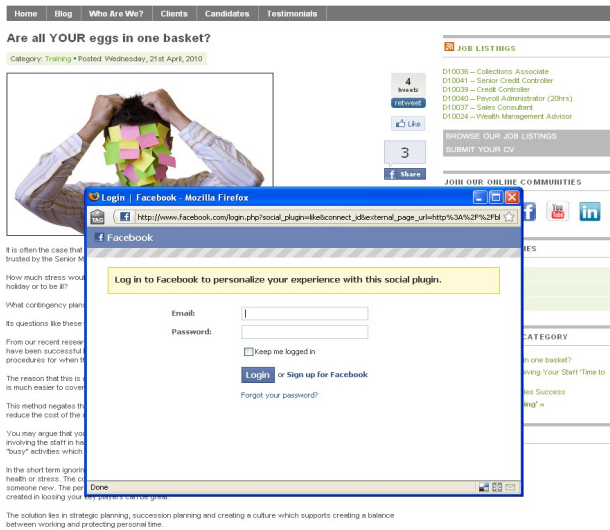 Home Blog Who Are We? Clients Candidates Testimonials
Are all YOUR eggs in one basket?
Category: Training • Posted: Wednesday, 21st April, 2010
4
tweets
retweet
Like
3
Share
JOB LISTINGS
D10036 – Collections Associate
D10041 – Senior Credit Controller
D10039 – Credit Controller
D10040 – Payroll Administrator (20hrs)
D10037 – Sales Consultant
D10024 – Wealth Management Advisor
BROWSE OUR JOB LISTINGS
SUBMIT YOUR CV
JOIN OUR ONLINE COMMUNITIES
You Tube
in
IES
CATEGORY
in one basket?
iving Your Staff 'Time to
les Success
ing' »
Login | Facebook - Mozilla Firefox
http://www.facebook.com/login.php?social_plugin=like&connect_id&external_page_url=http%3A%2F%2Fbl
Facebook
Log in to Facebook to personalize your experience with this social plugin.
Email:
Password:
Keep me logged in
Login or Sign up for Facebook
Forgot your password?
Done
It is often the case that
trusted by the Senior M
How much stress woul
holiday or to be ill?
What contingency plans
Its questions like these
From our recent resear
have been successful
procedures for when th
The reason that this is
is much easier to cover
This method negates th
reduce the cost of the
You may argue that you
involving the staff in ha
"busy" activities which
In the short term ignorin
health or stress. The co
someone new. The per
created in loosing your key players can be great.
The solution lies in strategic planning, succession planning and creating a culture which supports creating a balance
between working and protecting personal time.